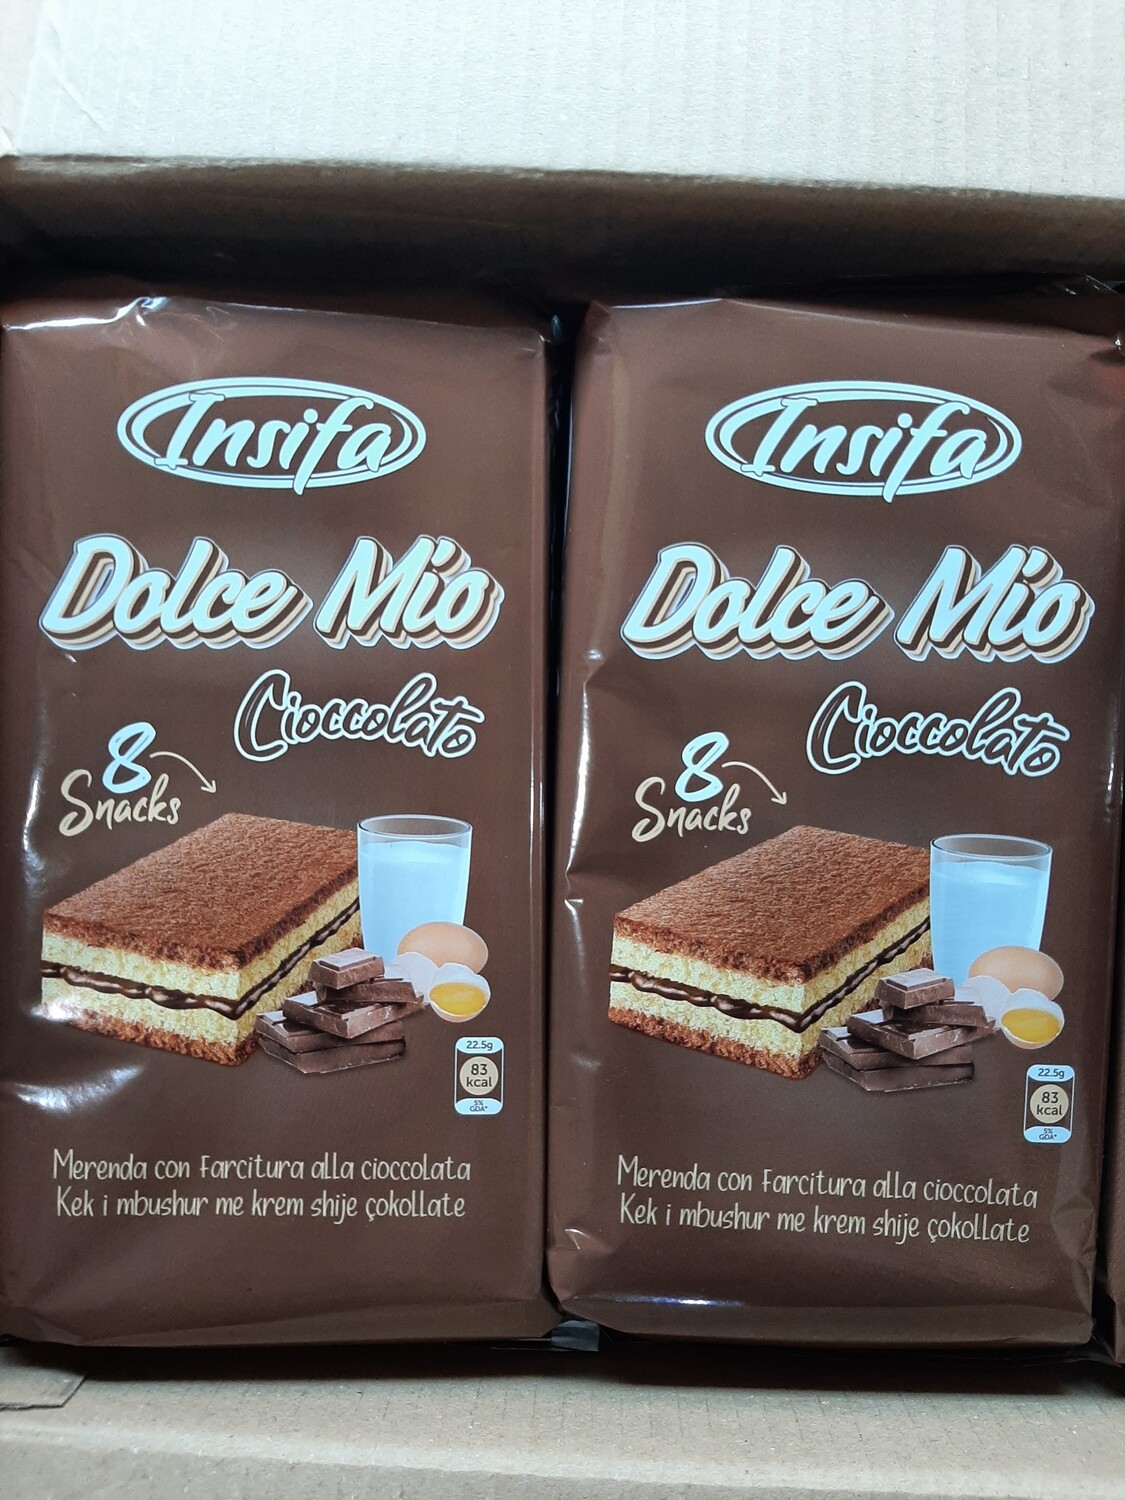 Insifa
Dolce Mio
Cioccolato
8
Snacks
22.5g
83
kcal
5%
GDA*
Merenda con Farcitura alla cioccolata
Kek i mbushur me krem shije çokollate
Insifa
Dolce Mio
Cioccolato
8
Snacks
22.5g
83
kcal
5%
GDA*
Merenda con Farcitura alla cioccolata
Kek i mbushur me krem shije çokollate